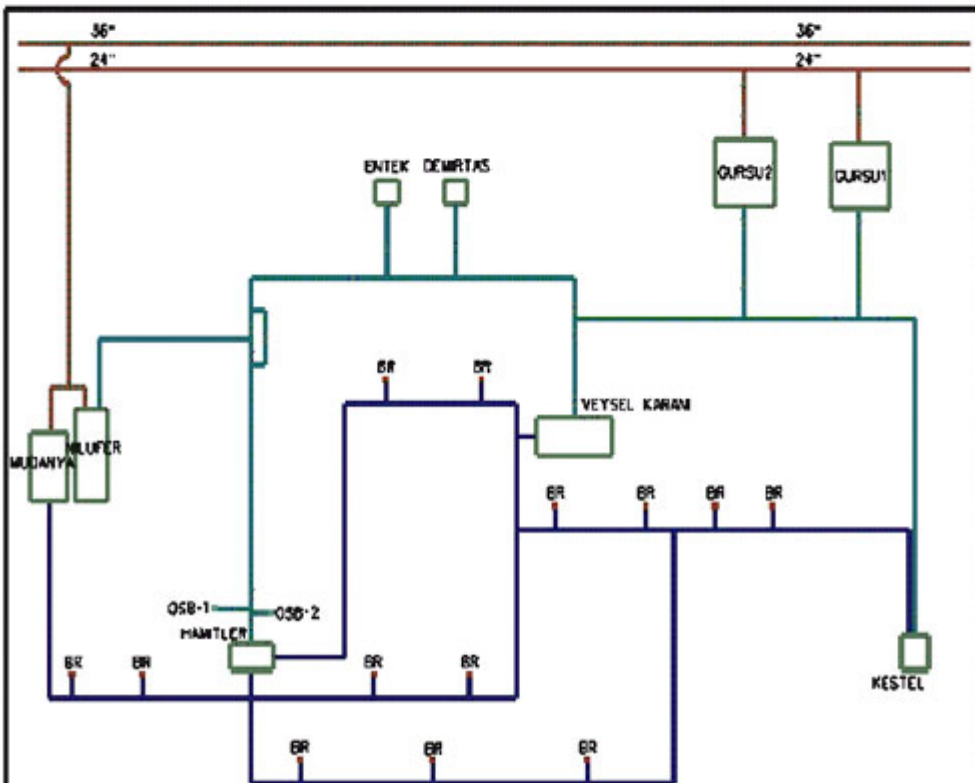 36" 36"
24" 24"
ENTEK DEMIRTAS
GURSU2 GURSU1
BR BR
VEYSEL KARANI
NILUFER
MUDANYA
BR BR BR BR
OSB-1 OSB-2
HAMITLER
BR BR BR BR
KESTEL
BR BR BR